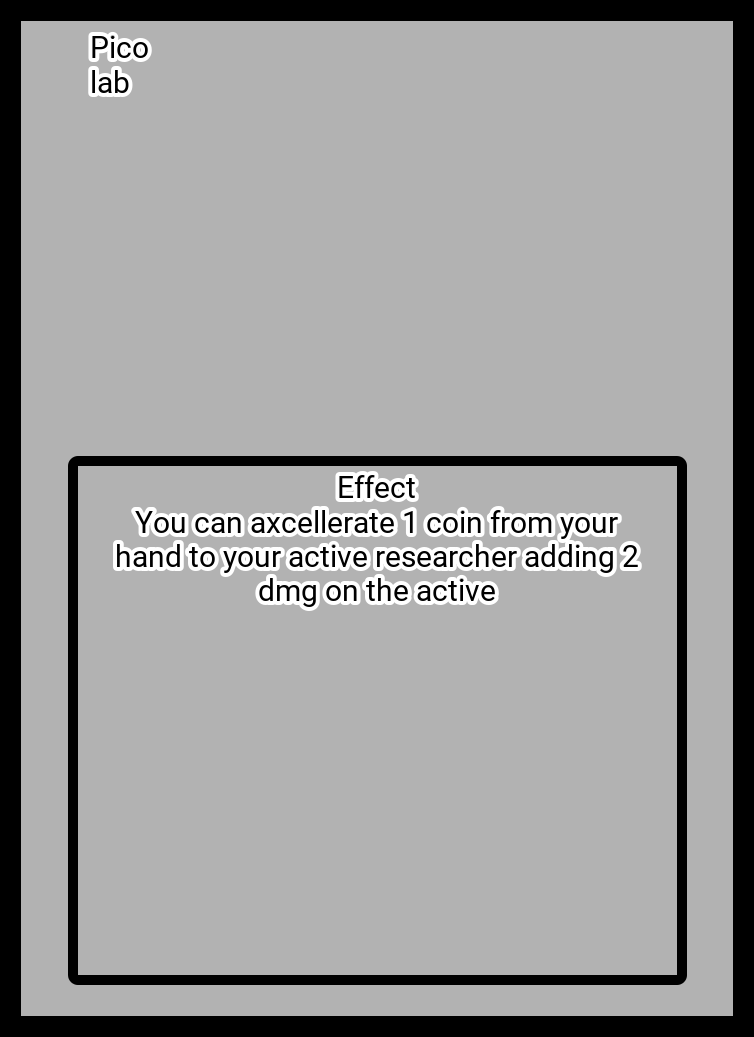 Pico
lab
Effect
You can axcellerate 1 coin from your
hand to your active researcher adding 2
dmg on the active